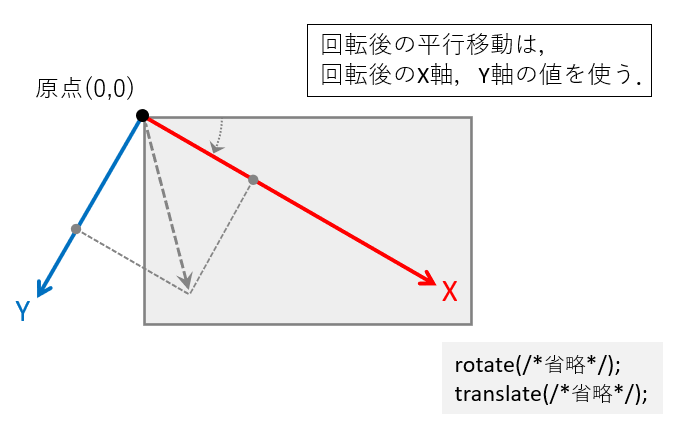 回転後の平行移動は,
回転後のX軸, Y軸の値を使う.
原点(0,0)
X
Y
rotate(/*省略*/);
translate(/*省略*/);